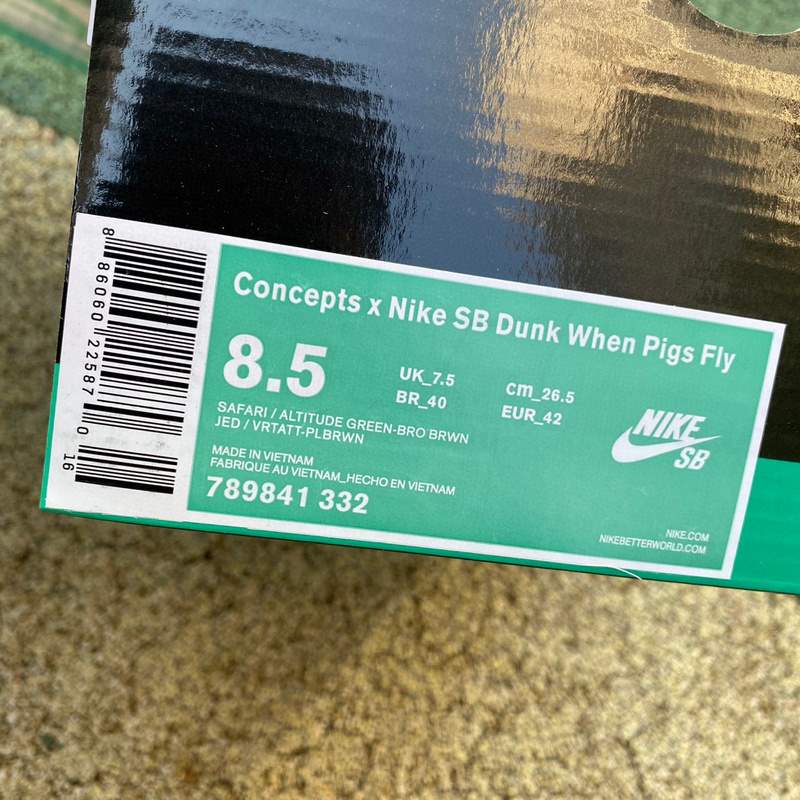 8 86060 22587 0 16
Concepts x Nike SB Dunk When Pigs Fly
8.5
UK_7.5 cm_26.5
BR_40 EUR_42
SAFARI / ALTITUDE GREEN-BRO BRWN
JED / VRTATT-PLBRWN
MADE IN VIETNAM
FABRIQUE AU VIETNAM_HECHO EN VIETNAM
789841 332
NIKE
SB
NIKE.COM
NIKEBETTERWORLD.COM